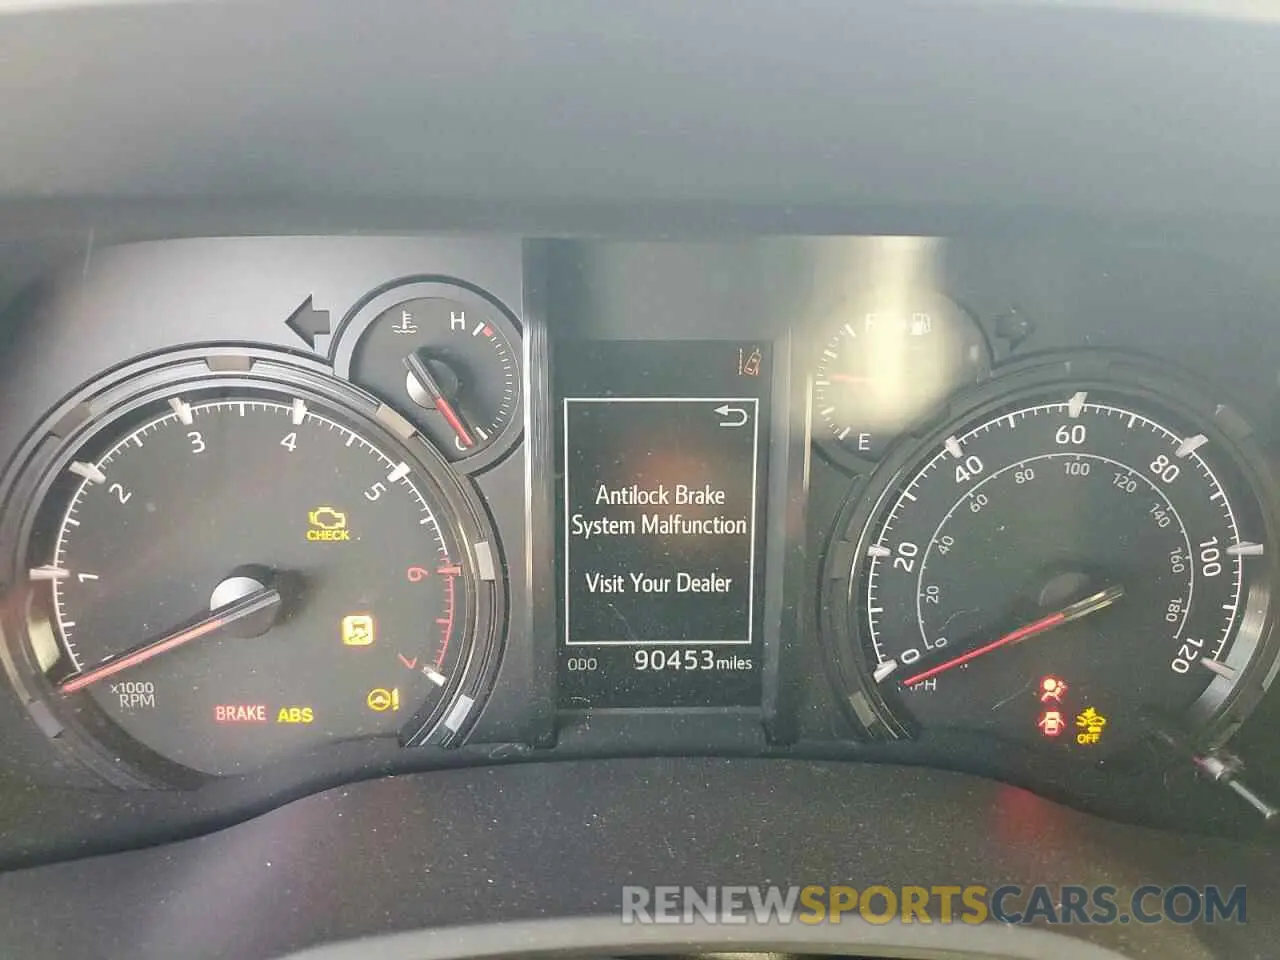 H
C
F
E
1
2
3
4
5
6
7
x1000
RPM
CHECK
BRAKE ABS
Antilock Brake
System Malfunction
Visit Your Dealer
ODO 90453 miles
0
20
40
60
80
100
120
0
20
40
60
80
100
120
140
160
180
MPH
OFF
RENEWSPORTSCARS.COM